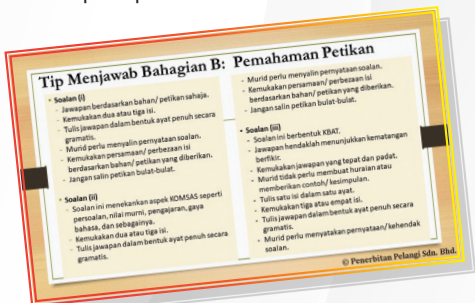 Tip Menjawab Bahagian B: Pemahaman Petikan
• Soalan (i)
- Jawapan berdasarkan bahan/ petikan sahaja.
- Kemukakan dua atau tiga isi.
- Tulis jawapan dalam bentuk ayat penuh secara
gramatis.
- Murid perlu menyalin pernyataan soalan.
- Kemukakan persamaan/ perbezaan isi
berdasarkan bahan/ petikan yang diberikan.
- Jangan salin petikan bulat-bulat.
• Soalan (ii)
- Soalan ini menekankan aspek KOMSAS seperti
persoalan, nilai murni, pengajaran, gaya
bahasa, dan sebagainya.
- Kemukakan dua atau tiga isi.
- Tulis jawapan dalam bentuk ayat penuh secara
gramatis.
- Murid perlu menyalin pernyataan soalan.
- Kemukakan persamaan/ perbezaan isi
berdasarkan bahan/ petikan yang diberikan.
- Jangan salin petikan bulat-bulat.
• Soalan (iii)
- Soalan ini berbentuk KBAT.
- Jawapan hendaklah menunjukkan kematangan
berfikir.
- Kemukakan jawapan yang tepat dan padat.
- Murid tidak perlu membuat huraian atau
memberikan contoh/ kesimpulan.
- Tulis satu isi dalam satu ayat.
- Kemukakan tiga atau empat isi.
- Tulis jawapan dalam bentuk ayat penuh secara
gramatis.
- Murid perlu menyatakan pernyataan/ kehendak
soalan.
© Penerbitan Pelangi Sdn. Bhd.